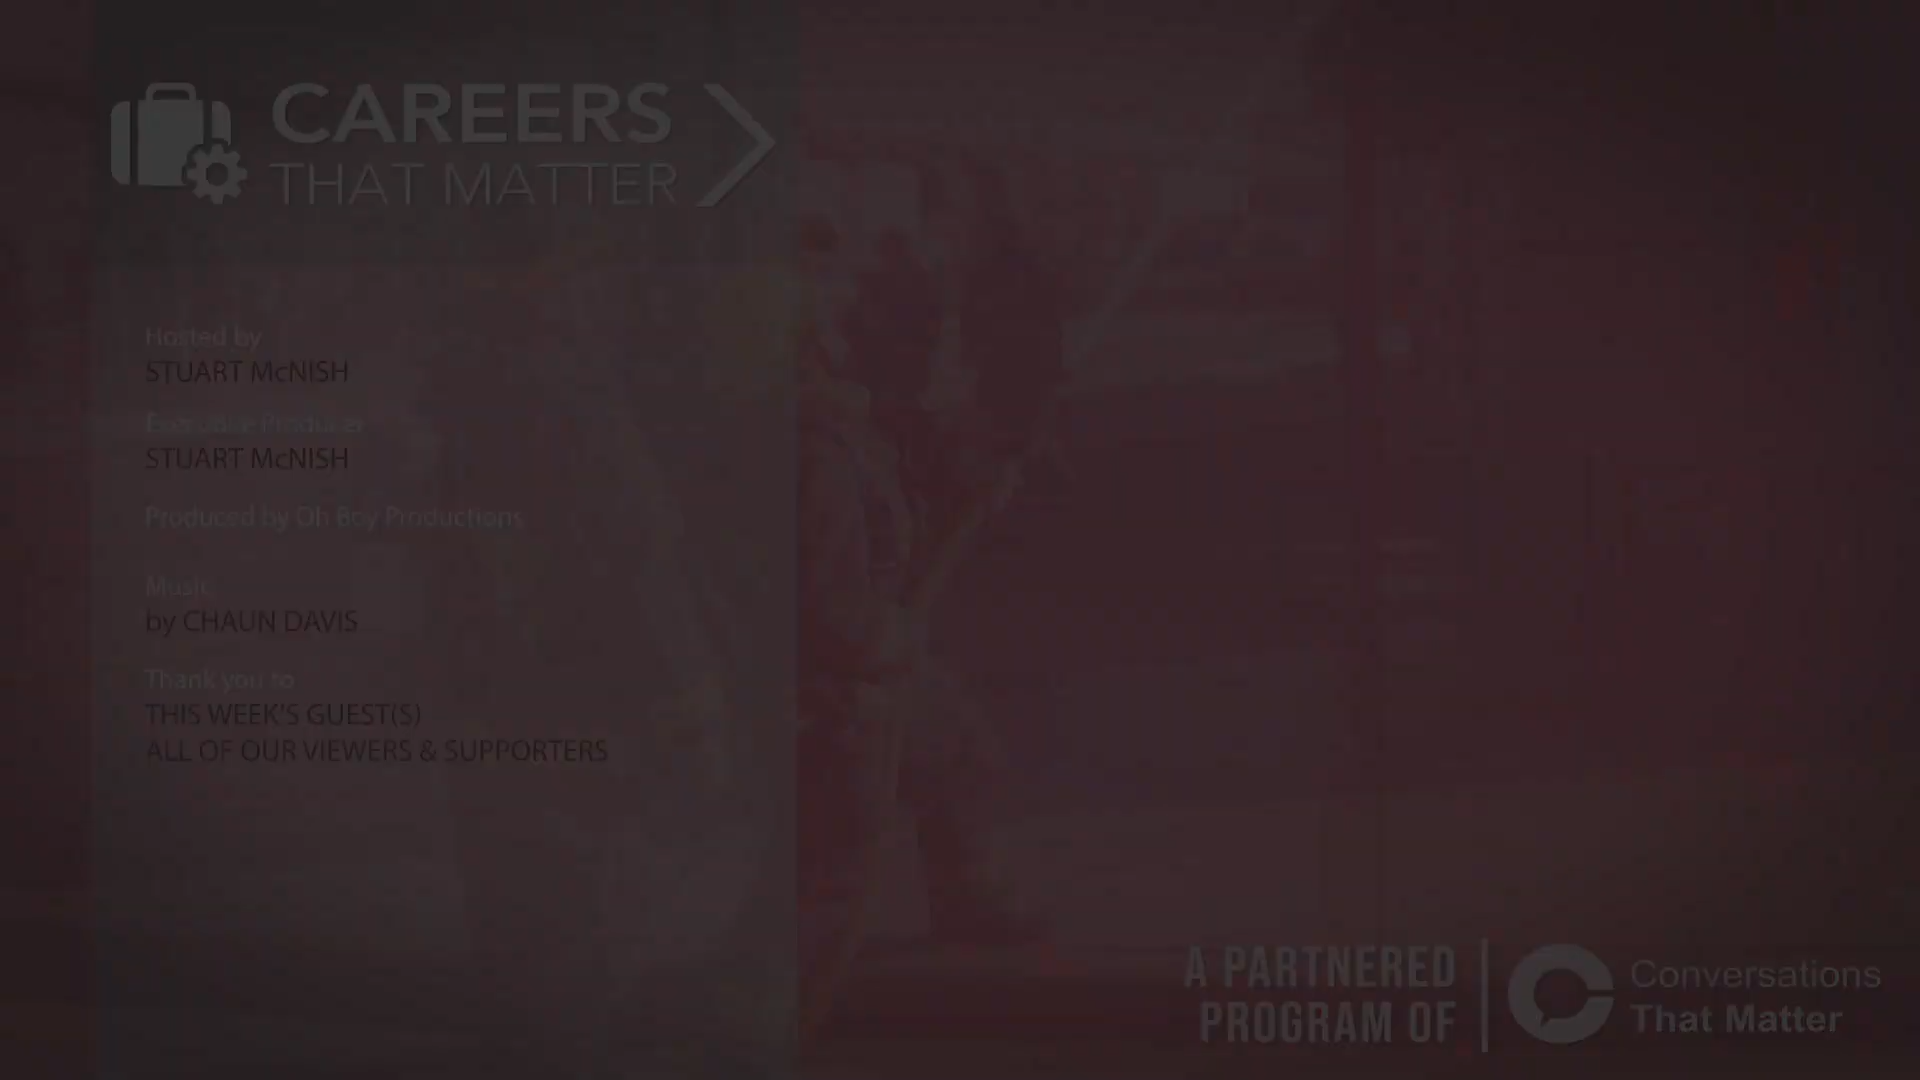 CAREERS
THAT MATTER
Hosted by
STUART McNISH
Executive Producer
STUART McNISH
Produced by Oh Boy Productions
Music
by CHAUN DAVIS
Thank you to
THIS WEEK'S GUEST(S)
ALL OF OUR VIEWERS & SUPPORTERS
A PARTNERED
PROGRAM OF
Conversations
That Matter